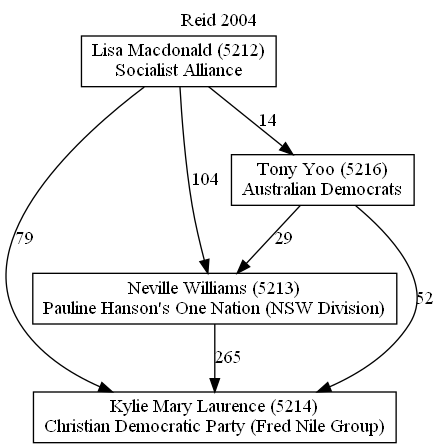 Reid 2004
Lisa Macdonald (5212)
Socialist Alliance
14
Tony Yoo (5216)
Australian Democrats
104
79
29
52
Neville Williams (5213)
Pauline Hanson's One Nation (NSW Division)
265
Kylie Mary Laurence (5214)
Christian Democratic Party (Fred Nile Group)